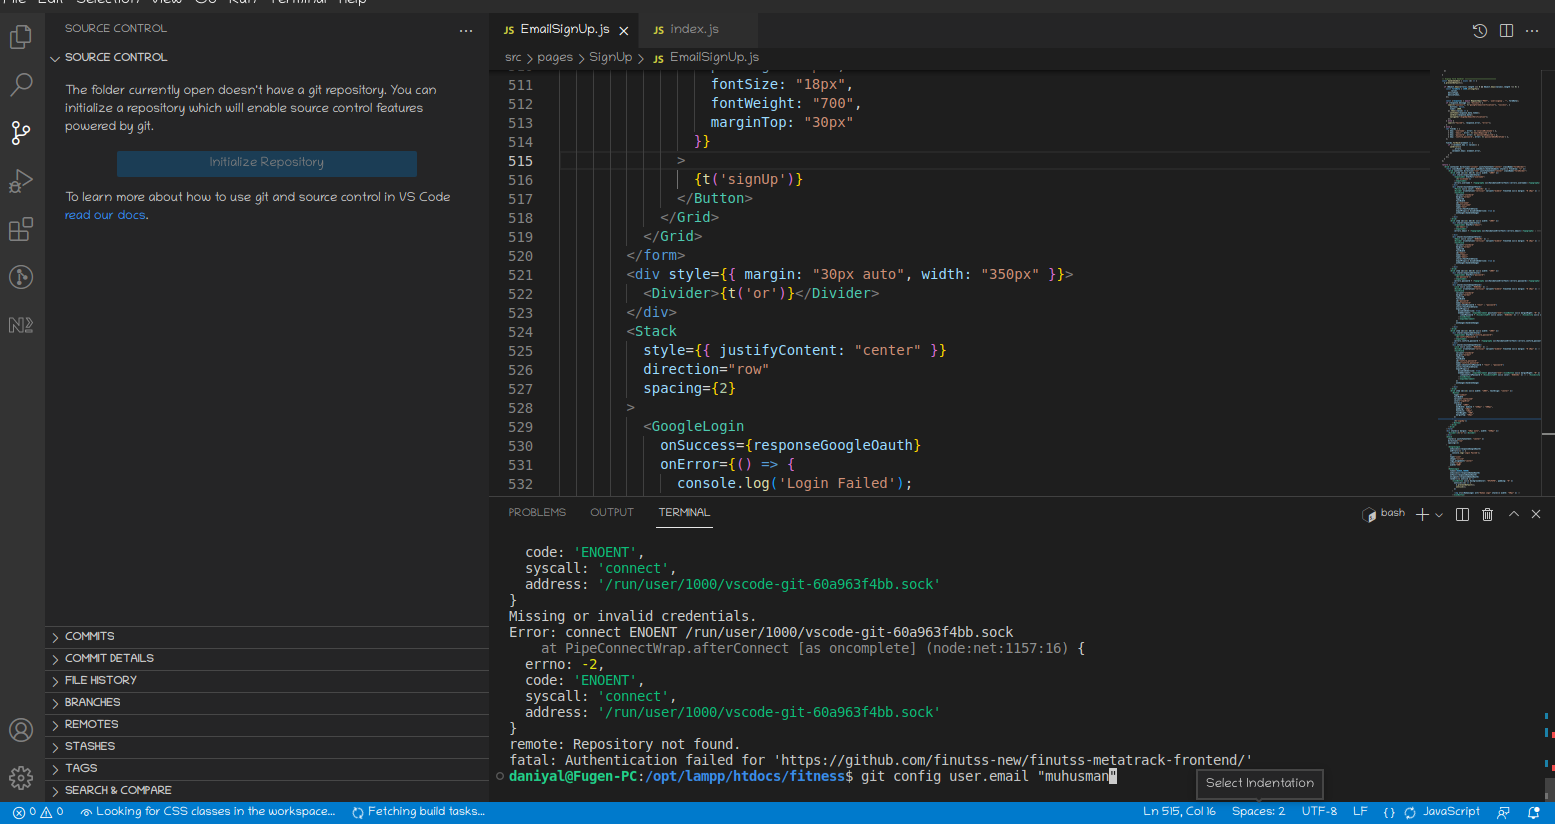 File Edit Selection View Go Run Terminal Help
SOURCE CONTROL
SOURCE CONTROL
The folder currently open doesn't have a git repository. You can
initialize a repository which will enable source control features
powered by git.
Initialize Repository
To learn more about how to use git and source control in VS Code
read our docs.
COMMITS
COMMIT DETAILS
FILE HISTORY
BRANCHES
REMOTES
STASHES
TAGS
SEARCH & COMPARE
JS EmailSignUp.js
JS index.js
src > pages > SignUp > JS EmailSignUp.js
511 fontSize: "18px",
512 fontWeight: "700",
513 marginTop: "30px"
514 }}
515 >
516 {t('signUp')}
517 </Button>
518 </Grid>
519 </Grid>
520 </form>
521 <div style={{ margin: "30px auto", width: "350px" }}>
522 <Divider>{t('or')}</Divider>
523 </div>
524 <Stack
525 style={{ justifyContent: "center" }}
526 direction="row"
527 spacing={2}
528 >
529 <GoogleLogin
530 onSuccess={responseGoogleOauth}
531 onError={() => {
532 console.log('Login Failed');
PROBLEMS OUTPUT TERMINAL
bash
code: 'ENOENT',
syscall: 'connect',
address: '/run/user/1000/vscode-git-60a963f4bb.sock'
}
Missing or invalid credentials.
Error: connect ENOENT /run/user/1000/vscode-git-60a963f4bb.sock
at PipeConnectWrap.afterConnect [as oncomplete] (node:net:1157:16) {
errno: -2,
code: 'ENOENT',
syscall: 'connect',
address: '/run/user/1000/vscode-git-60a963f4bb.sock'
}
remote: Repository not found.
fatal: Authentication failed for 'https://github.com/finutss-new/finutss-metatrack-frontend/'
daniyal@Fugen-PC:/opt/lampp/htdocs/fitness$ git config user.email "muhusman"
Select Indentation
0 0 Looking for CSS classes in the workspace... Fetching build tasks...
Ln 515, Col 16 Spaces: 2 UTF-8 LF {} JavaScript